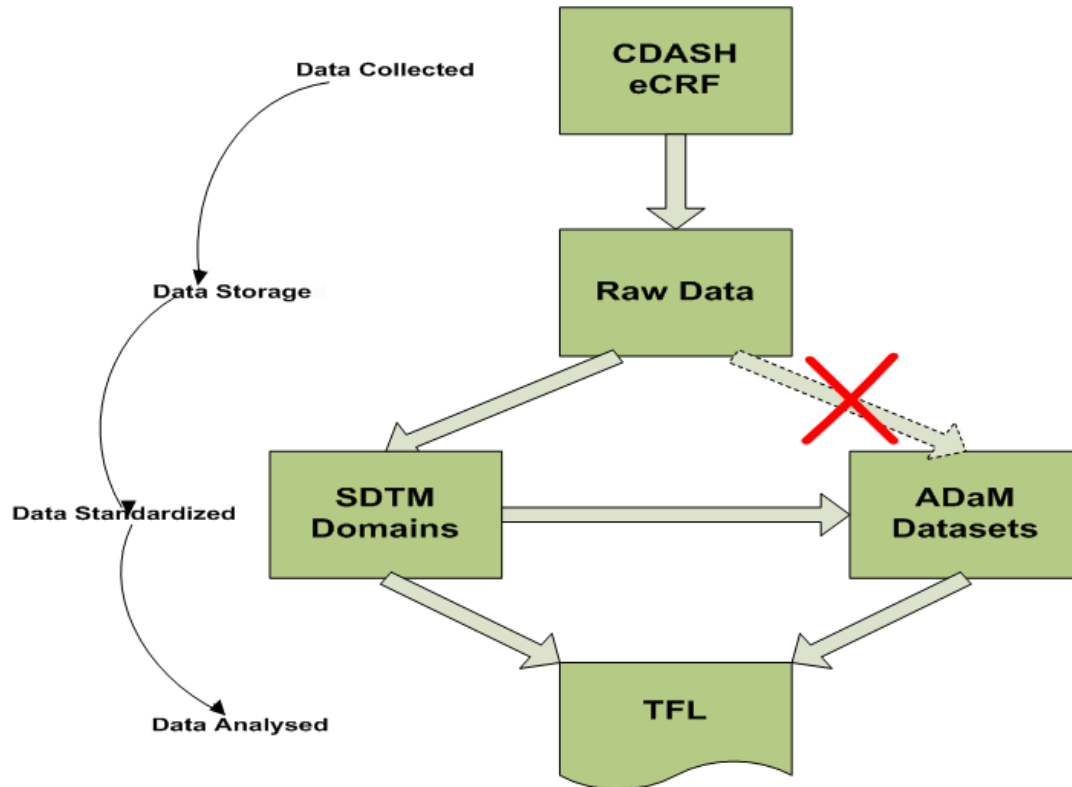 CDASH
eCRF
Data Collected
Raw Data
Data Storage
SDTM
Domains
ADaM
Datasets
Data Standardized
TFL
Data Analysed